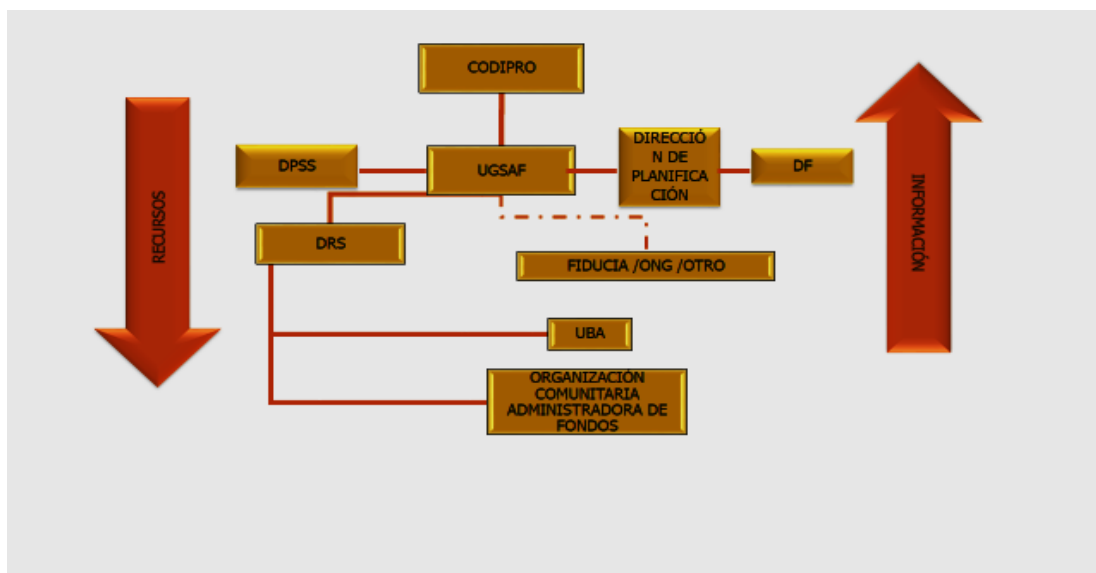 CODIPRO
DIRECCIÓ
N DE
PLANIFICA
CIÓN
DPSS
UGSAF
DF
RECURSOS
INFORMACIÓN
DRS
FIDUCIA /ONG /OTRO
UBA
ORGANIZACIÓN
COMUNITARIA
ADMINISTRADORA DE
FONDOS